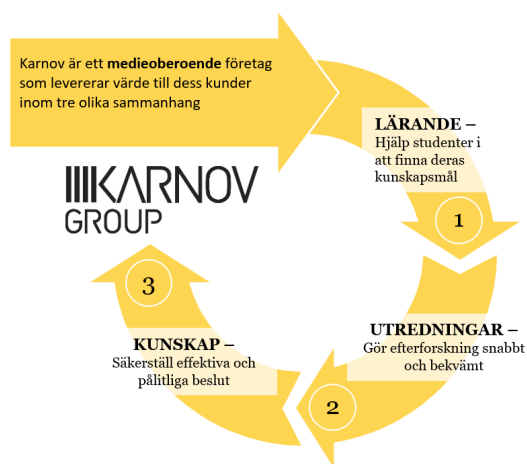 Karnov är ett medieoberoende företag
som levererar värde till dess kunder
inom tre olika sammanhang
LÄRANDE –
Hjälp studenter i
att finna deras
kunskapsmål
KARNOV
GROUP
1
3
UTREDNINGAR –
Gör efterforskning snabbt
och bekvämt
KUNSKAP –
Säkerställ effektiva och
pålitliga beslut
2